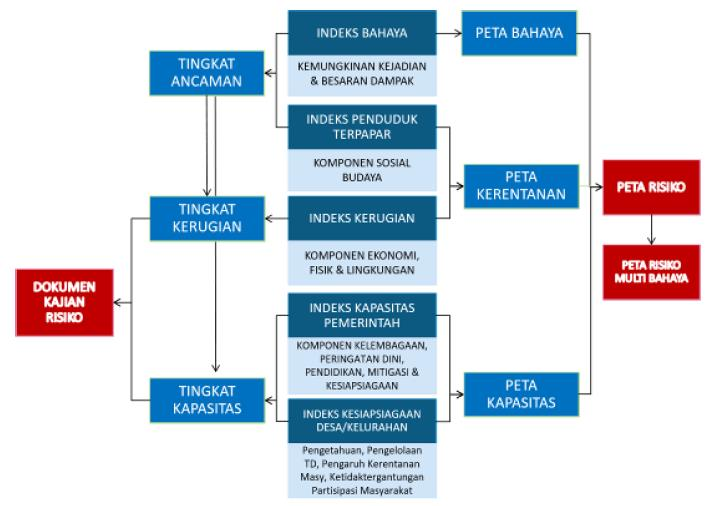 INDEKS BAHAYA
KEMUNGKINAN KEJADIAN
& BESARAN DAMPAK
PETA BAHAYA
TINGKAT
ANCAMAN
INDEKS PENDUDUK
TERPAPAR
KOMPONEN SOSIAL
BUDAYA
PETA
KERENTANAN
PETA RISIKO
TINGKAT
KERUGIAN
INDEKS KERUGIAN
KOMPONEN EKONOMI,
FISIK & LINGKUNGAN
PETA RISIKO
MULTI BAHAYA
DOKUMEN
KAJIAN
RISIKO
INDEKS KAPASITAS
PEMERINTAH
KOMPONEN KELEMBAGAAN,
PERINGATAN DINI,
PENDIDIKAN, MITIGASI &
KESIAPSIAGAAN
TINGKAT
KAPASITAS
PETA
KAPASITAS
INDEKS KESIAPSIAGAAN
DESA/KELURAHAN
Pengetahuan, Pengelolaan
TD, Pengaruh Kerentanan
Masy, Ketidaktergantungan
Partisipasi Masyarakat